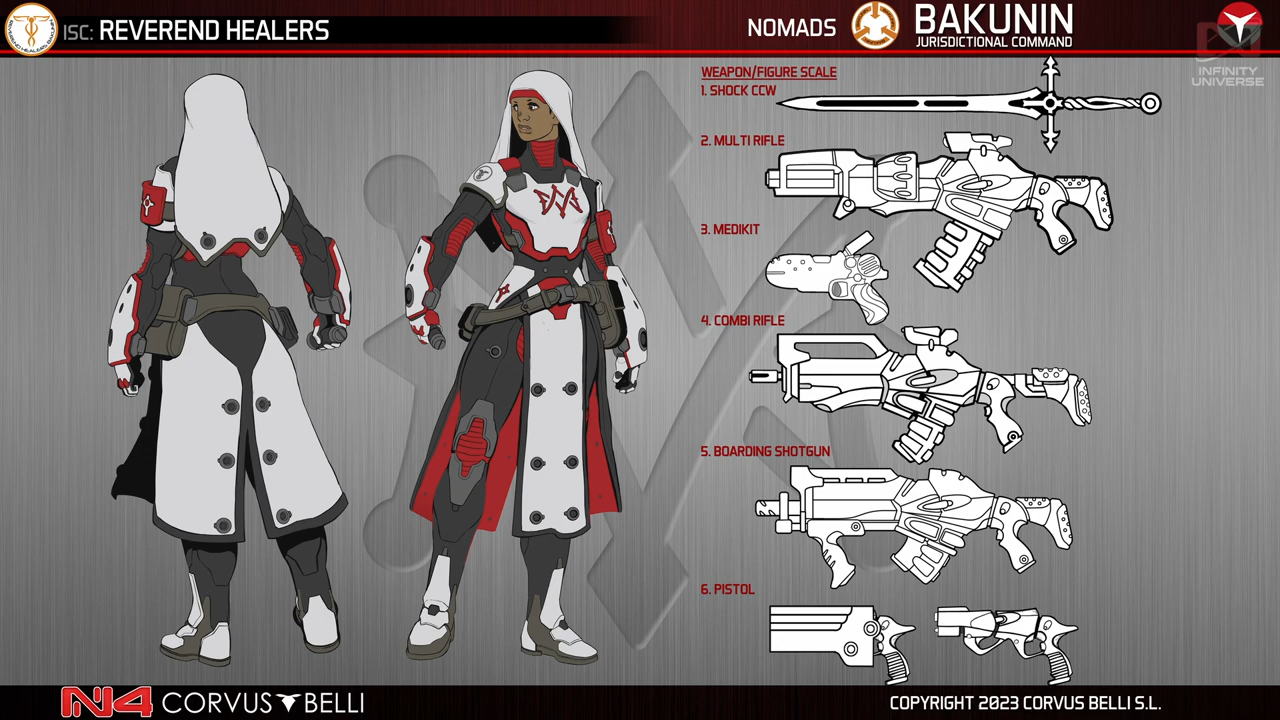 ISC: REVEREND HEALERS
NOMADS
BAKUNIN
JURISDICTIONAL COMMAND
INFINITY
UNIVERSE
WEAPON/FIGURE SCALE
1. SHOCK CCW
2. MULTI RIFLE
3. MEDIKIT
4. COMBI RIFLE
5. BOARDING SHOTGUN
6. PISTOL
N4 CORVUS BELLI
COPYRIGHT 2023 CORVUS BELLI S.L.